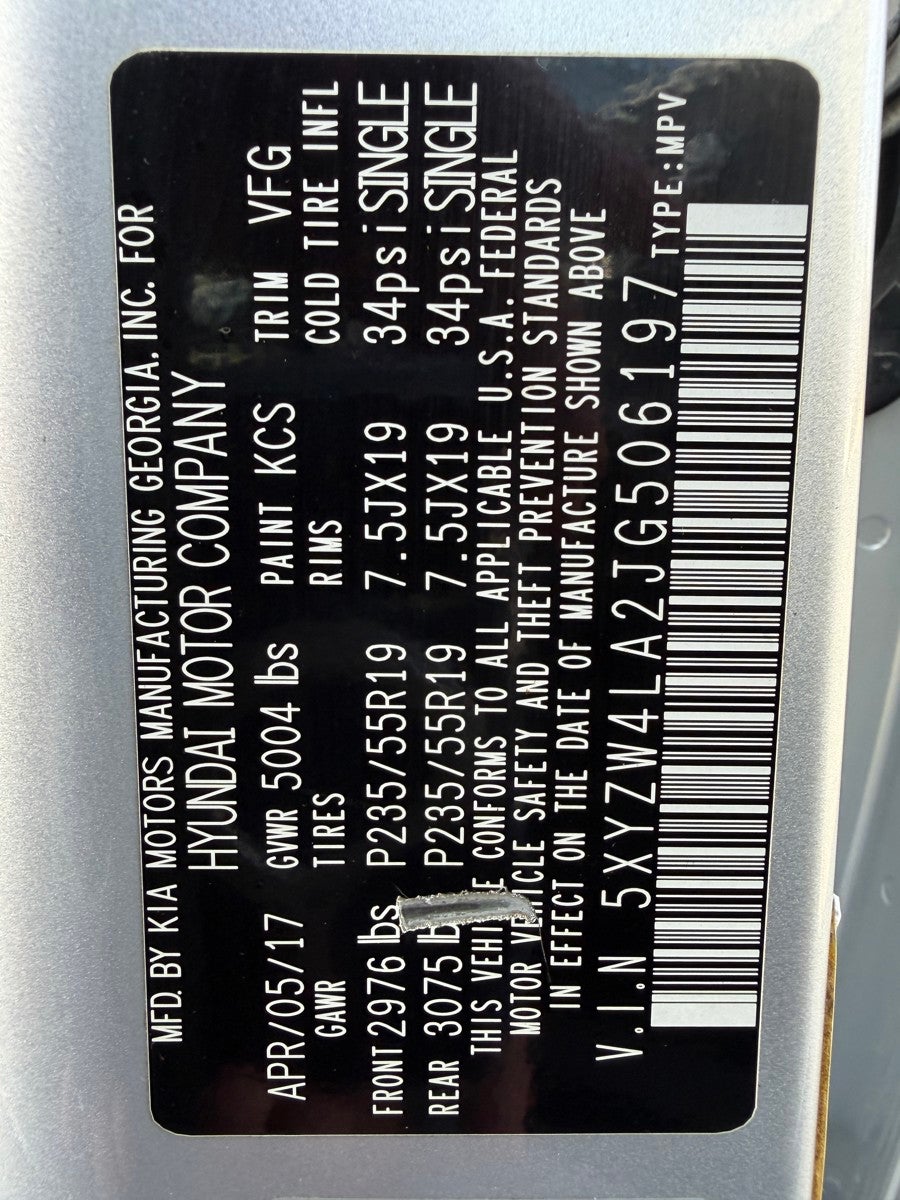 MFD. BY KIA MOTORS MANUFACTURING GEORGIA, INC. FOR
HYUNDAI MOTOR COMPANY
APR/05/17 GVWR 5004 lbs PAINT KCS TRIM VFG
GAWR TIRES RIMS COLD TIRE INFL
FRONT 2976 lbs P235/55R19 7.5JX19 34psi SINGLE
REAR 3075 lb P235/55R19 7.5JX19 34psi SINGLE
THIS VEHICLE CONFORMS TO ALL APPLICABLE U.S.A. FEDERAL
MOTOR VEHICLE SAFETY AND THEFT PREVENTION STANDARDS
IN EFFECT ON THE DATE OF MANUFACTURE SHOWN ABOVE
V.I.N 5XYZW4LA2JG506197 TYPE:MPV